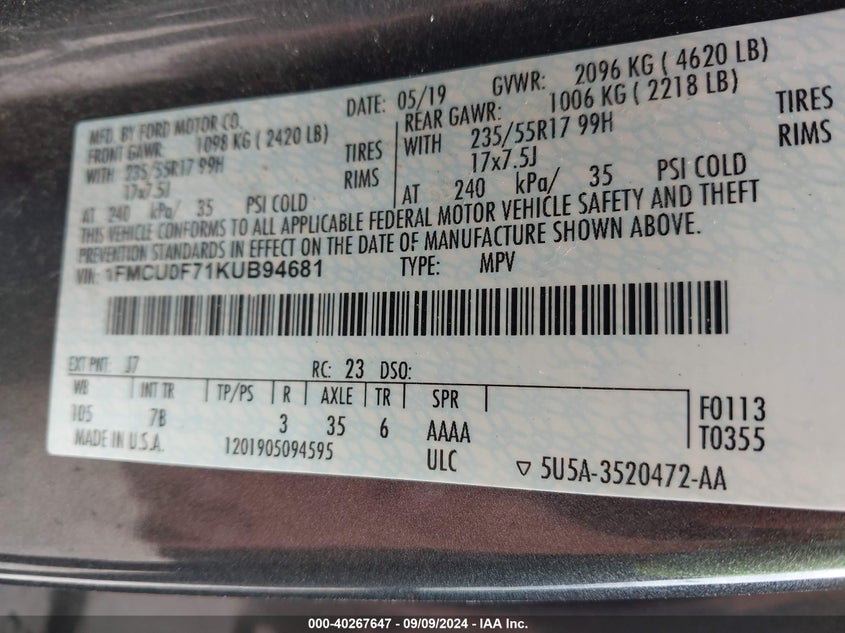 MFD. BY FORD MOTOR CO. DATE: 05/19 GVWR: 2096 KG ( 4620 LB)
FRONT GAWR: 1098 KG ( 2420 LB) REAR GAWR: 1006 KG ( 2218 LB)
WITH 235/55R17 99H TIRES WITH 235/55R17 99H TIRES
17x7.5J RIMS 17x7.5J RIMS
AT 240 kPa/ 35 PSI COLD AT 240 kPa/ 35 PSI COLD
THIS VEHICLE CONFORMS TO ALL APPLICABLE FEDERAL MOTOR VEHICLE SAFETY AND THEFT
PREVENTION STANDARDS IN EFFECT ON THE DATE OF MANUFACTURE SHOWN ABOVE.
VIN: 1FMCU0F71KUB94681 TYPE: MPV
EXT PNT: J7 RC: 23 DSO:
WB INT TR TP/PS R AXLE TR SPR
105 7B 3 35 6 AAAA
F0113
T0355
MADE IN U.S.A. 1201905094595 ULC ▽ 5U5A-3520472-AA
000-40267647 / 09/09/2024 - IAA Inc.